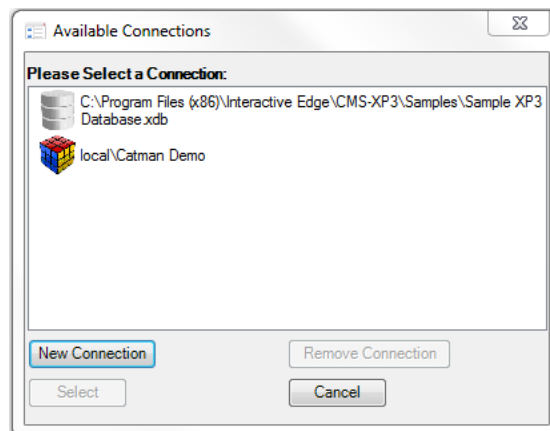 Available Connections
Please Select a Connection:
C:\Program Files (x86)\Interactive Edge\CMS-XP3\Samples\Sample XP3
Database.xdb
local\Catman Demo
New Connection
Remove Connection
Select
Cancel